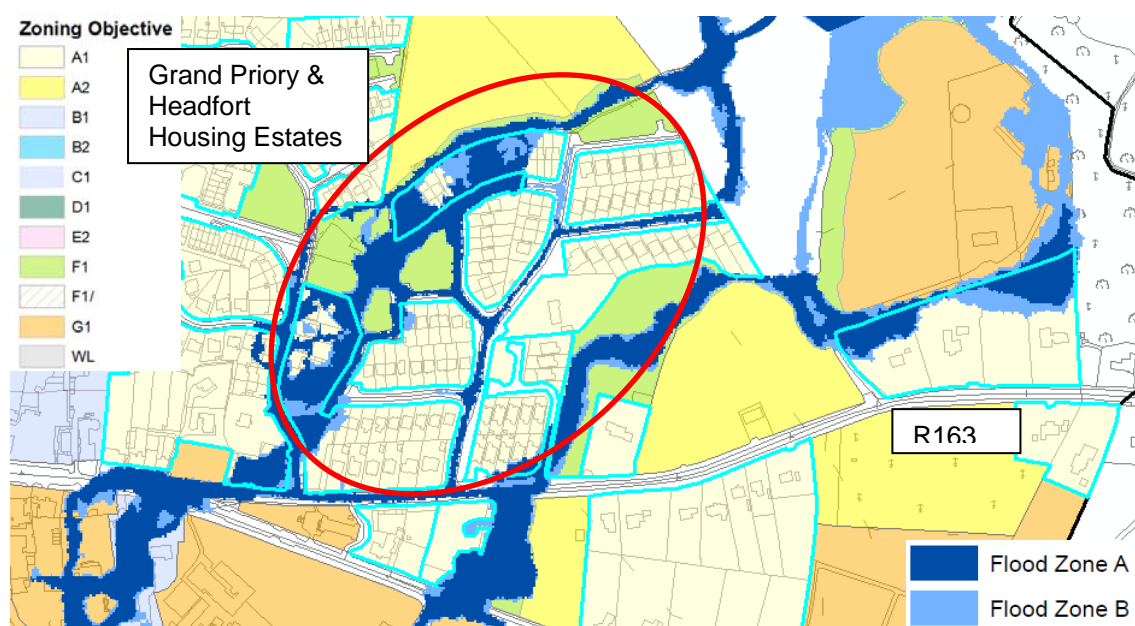 Zoning Objective
A1
A2
B1
B2
C1
D1
E2
F1
F1/
G1
WL
Grand Priory &
Headfort
Housing Estates
R163
Flood Zone A
Flood Zone B